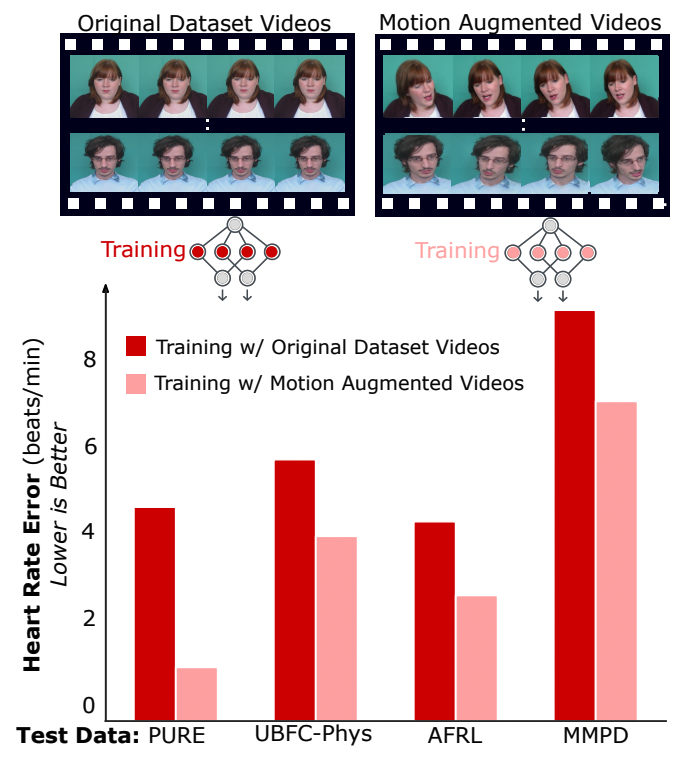 Original Dataset Videos
Motion Augmented Videos
Training
Training
Training w/ Original Dataset Videos
Training w/ Motion Augmented Videos
Heart Rate Error (beats/min)
Lower is Better
8
6
4
2
0
Test Data: PURE UBFC-Phys AFRL MMPD